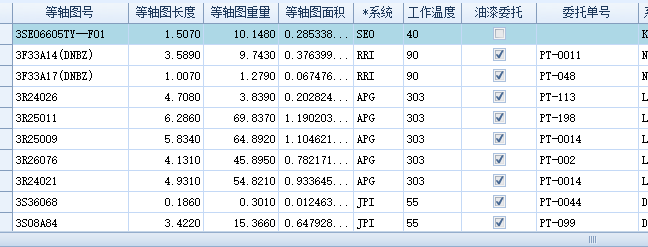 等轴图号 等轴图长度 等轴图重量 等轴图面积 *系统 工作温度 油漆委托 委托单号
3SE06605TY—F01 1.5070 10.1480 0.285338... SEO 40
3F33A14(DNBZ) 3.5890 9.7430 0.376399... RRI 90 PT-0011 N
3F33A17(DNBZ) 1.0070 1.2790 0.067476... RRI 90 PT-048 N
3R24026 4.7080 3.8390 0.202824... APG 303 PT-113
3R25011 6.2860 69.8370 1.190203... APG 303 PT-198
3R25009 5.8340 64.8920 1.104621... APG 303 PT-0014
3R26076 4.1310 45.8950 0.782171... APG 303 PT-002
3R24021 4.9310 54.8210 0.933645... APG 303 PT-0014
3S36068 0.1860 0.3010 0.012463... JPI 55 PT-0044
3S08A84 3.4220 15.3660 0.647928... JPI 55 PT-099